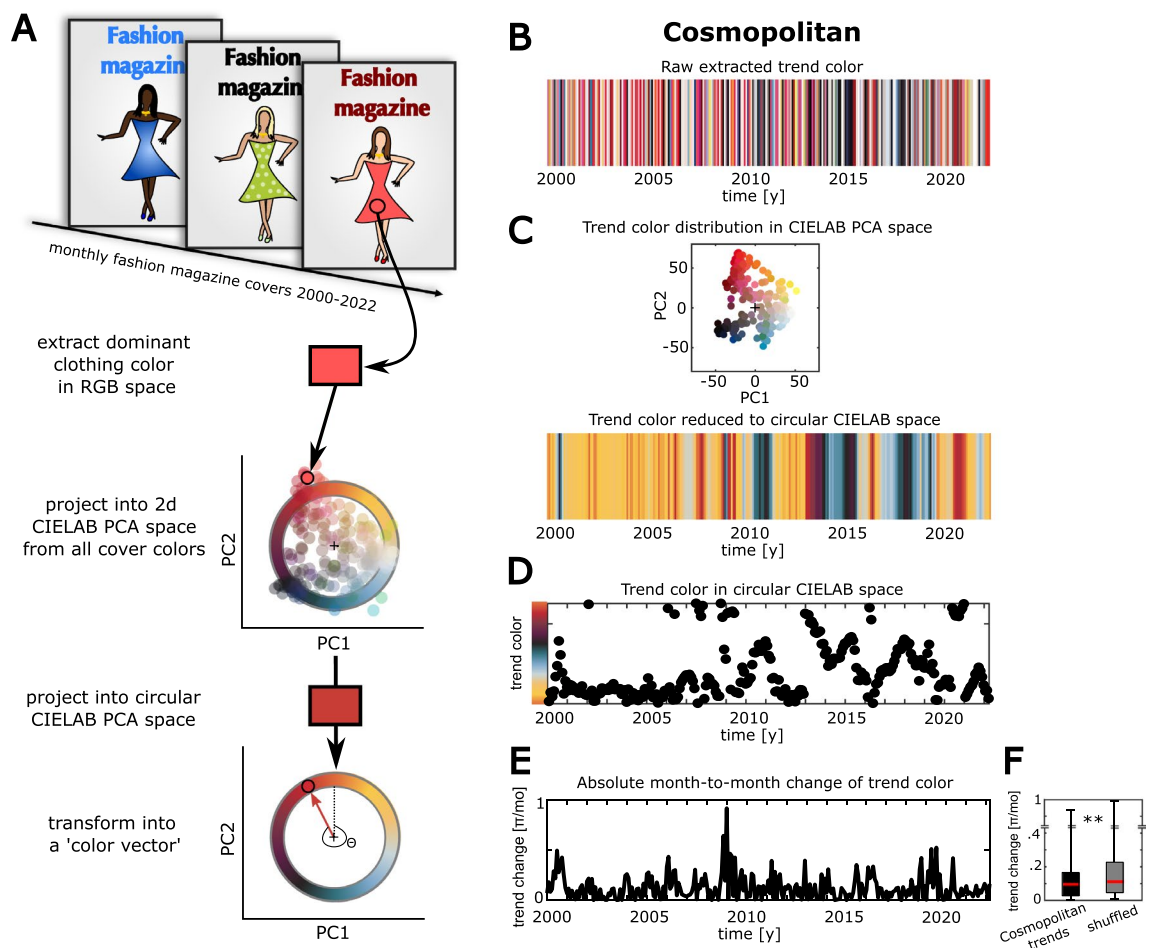 A
Fashion
magazin
Fashion
magazin
Fashion
magazine
monthly fashion magazine covers 2000-2022
extract dominant
clothing color
in RGB space
project into 2d
CIELAB PCA space
from all cover colors
PC2
PC1
project into circular
CIELAB PCA space
transform into
a 'color vector'
PC2
Θ
PC1
B
Cosmopolitan
Raw extracted trend color
2000 2005 2010 2015 2020
time [y]
C
Trend color distribution in CIELAB PCA space
PC2
50
0
-50
-50 0 50
PC1
Trend color reduced to circular CIELAB space
2000 2005 2010 2015 2020
time [y]
D
Trend color in circular CIELAB space
trend color
2000 2005 2010 2015 2020
time [y]
E
Absolute month-to-month change of trend color
trend change [π/mo]
1
0
2000 2005 2010 2015 2020
time [y]
F
trend change [π/mo]
1
.4
.2
0
**
Cosmopolitan
trends
shuffled